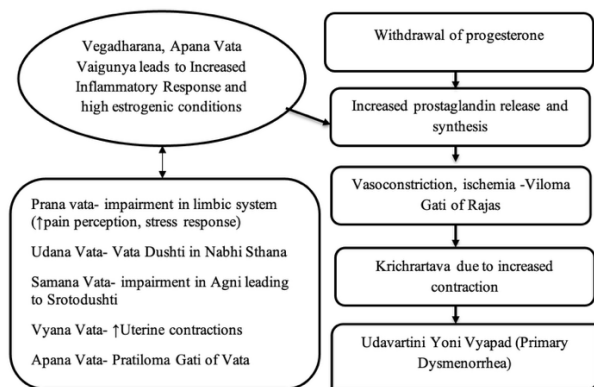 Vegadharana, Apana Vata
Vaigunya leads to Increased
Inflammatory Response and
high estrogenic conditions
Prana vata- impairment in limbic system
(↑pain perception, stress response)
Udana Vata- Vata Dushti in Nabhi Sthana
Samana Vata- impairment in Agni leading
to Srotodushti
Vyana Vata- ↑Uterine contractions
Apana Vata- Pratiloma Gati of Vata
Withdrawal of progesterone
Increased prostaglandin release and
synthesis
Vasoconstriction, ischemia -Viloma
Gati of Rajas
Krichrartava due to increased
contraction
Udavartini Yoni Vyapad (Primary
Dysmenorrhea)